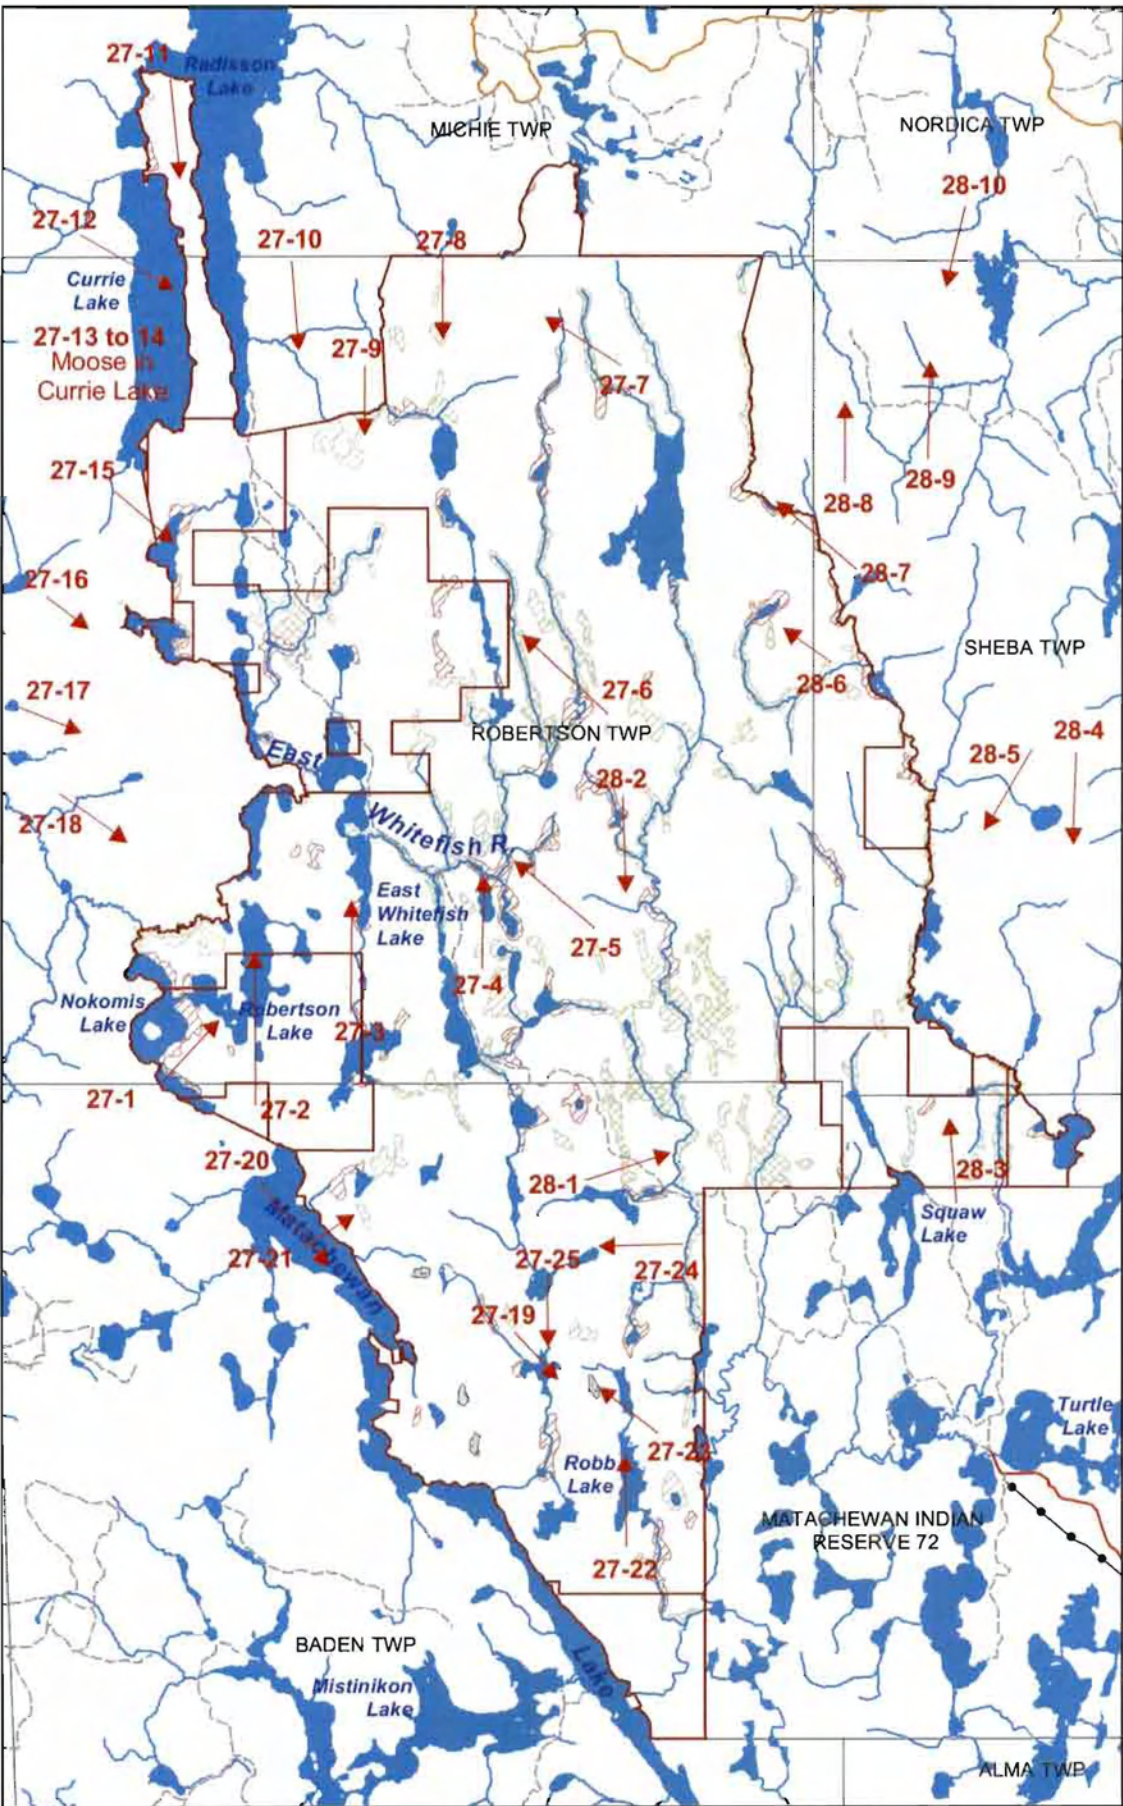 27-11
Radisson
Lake
MICHIE TWP
NORDICA TWP
28-10
27-12
27-10
27-8
Currie
Lake
27-13 to 14
Moose in
Currie Lake
27-9
27-7
27-15
28-9
28-8
27-16
28-7
SHEBA TWP
27-17
27-6
28-6
ROBERTSON TWP
28-4
28-5
East
28-2
27-18
Whitefish R.
East
Whitefish
Lake
27-5
27-4
Nokomis
Lake
Robertson
Lake
27-3
27-1
27-2
27-20
28-3
28-1
Squaw
Lake
Matachewan
27-21
27-25
27-24
27-19
Turtle
Lake
27-23
Robb
Lake
MATACHEWAN INDIAN
RESERVE 72
27-22
BADEN TWP
Lake
Mistinikon
Lake
ALMA TWP